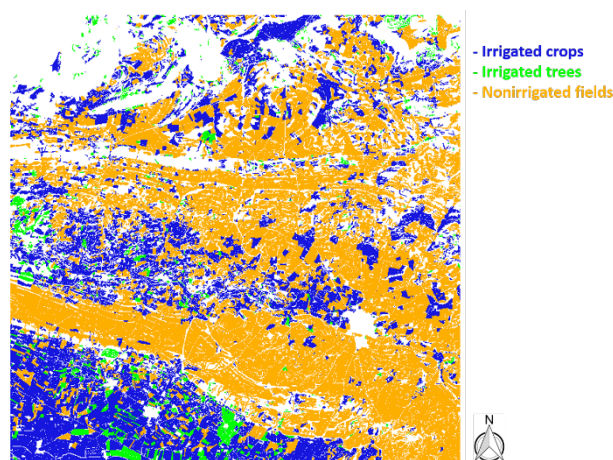 - Irrigated crops
- Irrigated trees
- Nonirrigated fields
N